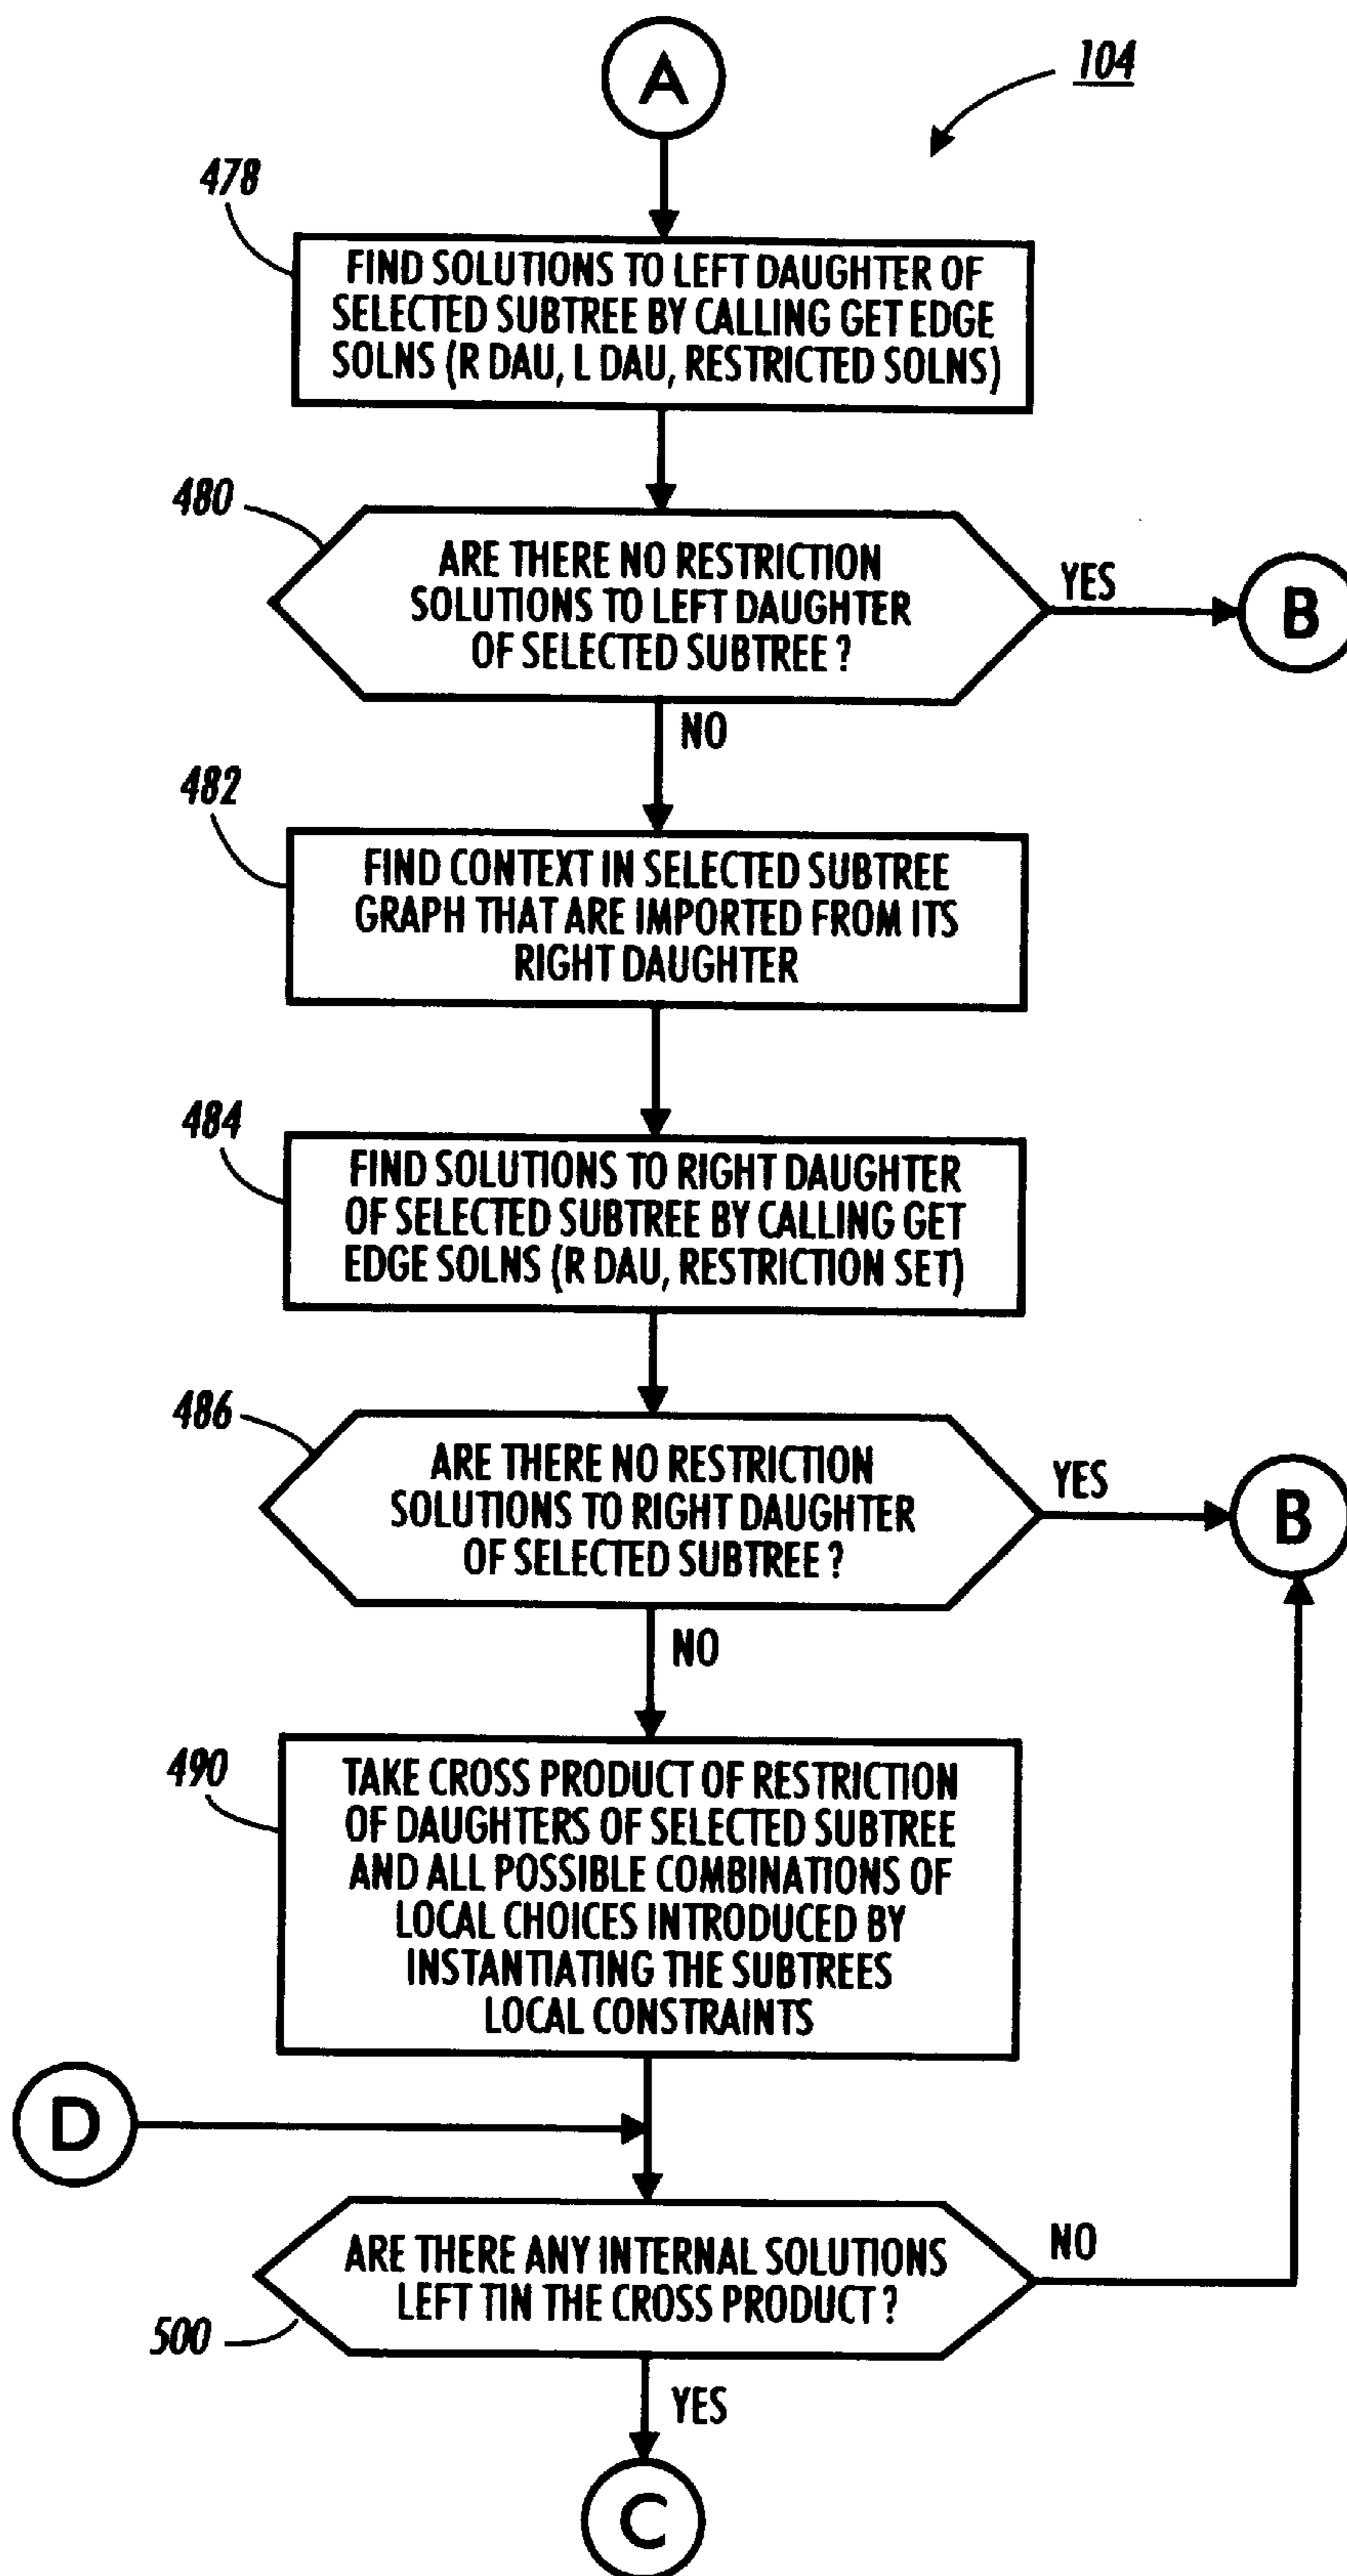 A
104
478
FIND SOLUTIONS TO LEFT DAUGHTER OF
SELECTED SUBTREE BY CALLING GET EDGE
SOLNS (R DAU, L DAU, RESTRICTED SOLNS)
480
ARE THERE NO RESTRICTION
SOLUTIONS TO LEFT DAUGHTER
OF SELECTED SUBTREE ?
YES
B
NO
482
FIND CONTEXT IN SELECTED SUBTREE
GRAPH THAT ARE IMPORTED FROM ITS
RIGHT DAUGHTER
484
FIND SOLUTIONS TO RIGHT DAUGHTER
OF SELECTED SUBTREE BY CALLING GET
EDGE SOLNS (R DAU, RESTRICTION SET)
486
ARE THERE NO RESTRICTION
SOLUTIONS TO RIGHT DAUGHTER
OF SELECTED SUBTREE ?
YES
B
NO
490
TAKE CROSS PRODUCT OF RESTRICTION
OF DAUGHTERS OF SELECTED SUBTREE
AND ALL POSSIBLE COMBINATIONS OF
LOCAL CHOICES INTRODUCED BY
INSTANTIATING THE SUBTREES
LOCAL CONSTRAINTS
D
ARE THERE ANY INTERNAL SOLUTIONS
LEFT TIN THE CROSS PRODUCT ?
NO
500
YES
C